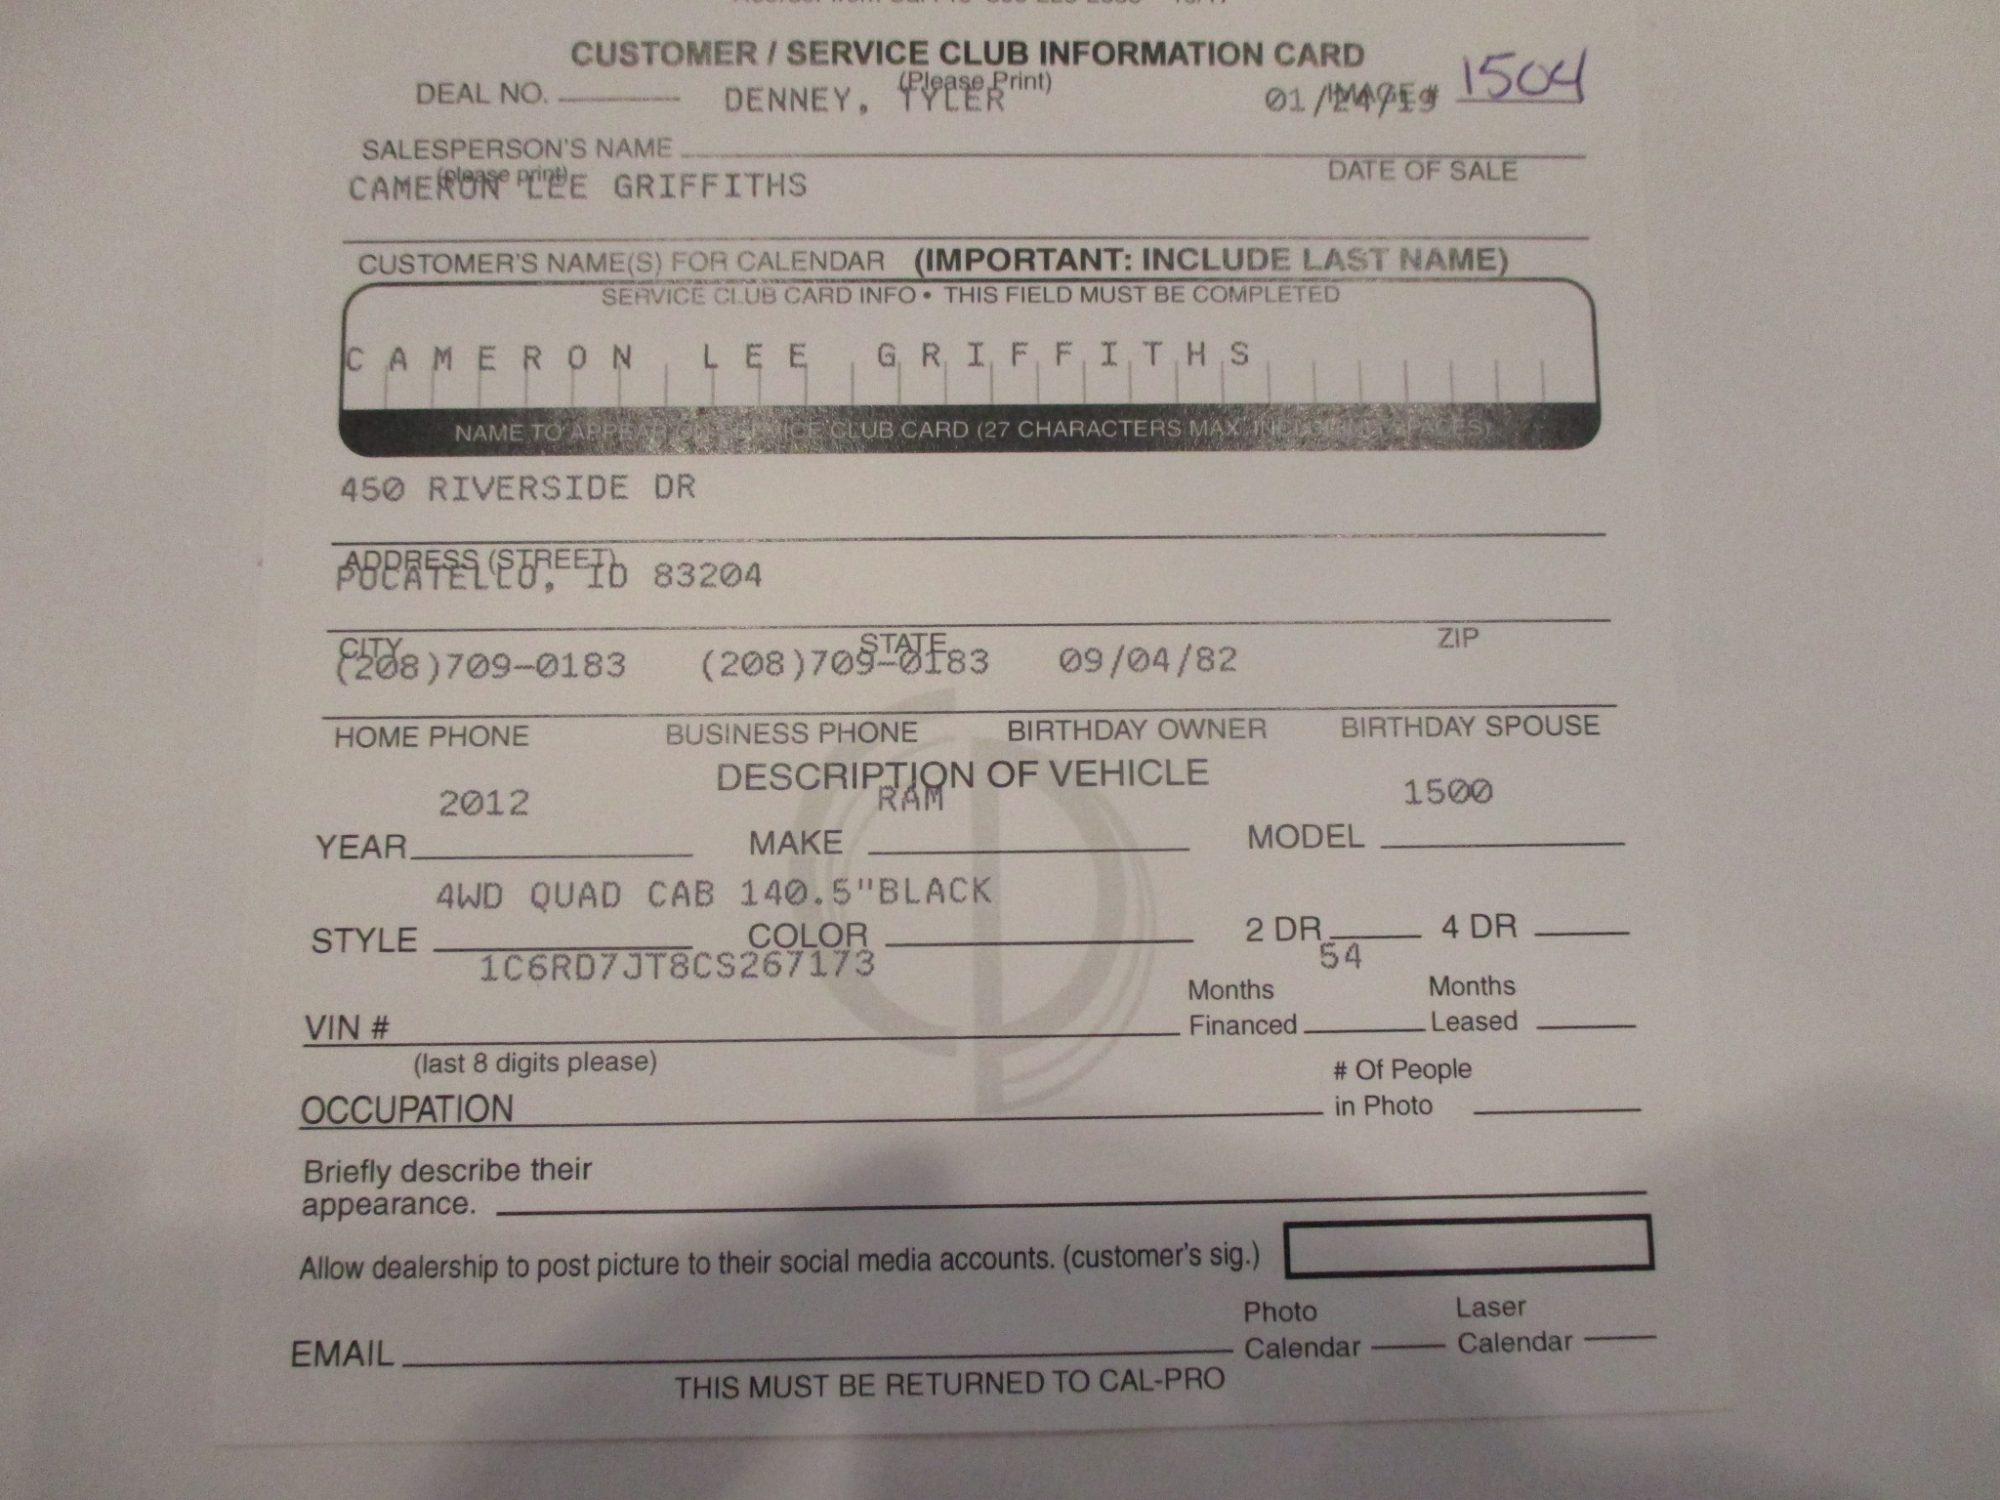 CUSTOMER / SERVICE CLUB INFORMATION CARD
(Please Print)
DEAL NO. DENNEY, TYLER 01/24/19 IMAGE # 1504
SALESPERSON'S NAME
(please print) DATE OF SALE
CAMERON LEE GRIFFITHS
CUSTOMER'S NAME(S) FOR CALENDAR (IMPORTANT: INCLUDE LAST NAME)
SERVICE CLUB CARD INFO • THIS FIELD MUST BE COMPLETED
CAMERON LEE GRIFFITHS
NAME TO APPEAR ON SERVICE CLUB CARD (27 CHARACTERS MAX. INCLUDING SPACES)
450 RIVERSIDE DR
ADDRESS (STREET)
POCATELLO, ID 83204
CITY STATE ZIP
(208)709-0183 (208)709-0183 09/04/82
HOME PHONE BUSINESS PHONE BIRTHDAY OWNER BIRTHDAY SPOUSE
DESCRIPTION OF VEHICLE
2012 RAM 1500
YEAR MAKE MODEL
4WD QUAD CAB 140.5"BLACK
STYLE COLOR 2 DR 4 DR
1C6RD7JT8CS267173 54
VIN # Months Financed Months Leased
(last 8 digits please)
OCCUPATION # Of People in Photo
Briefly describe their
appearance.
Allow dealership to post picture to their social media accounts. (customer's sig.)
EMAIL Photo Calendar Laser Calendar
THIS MUST BE RETURNED TO CAL-PRO